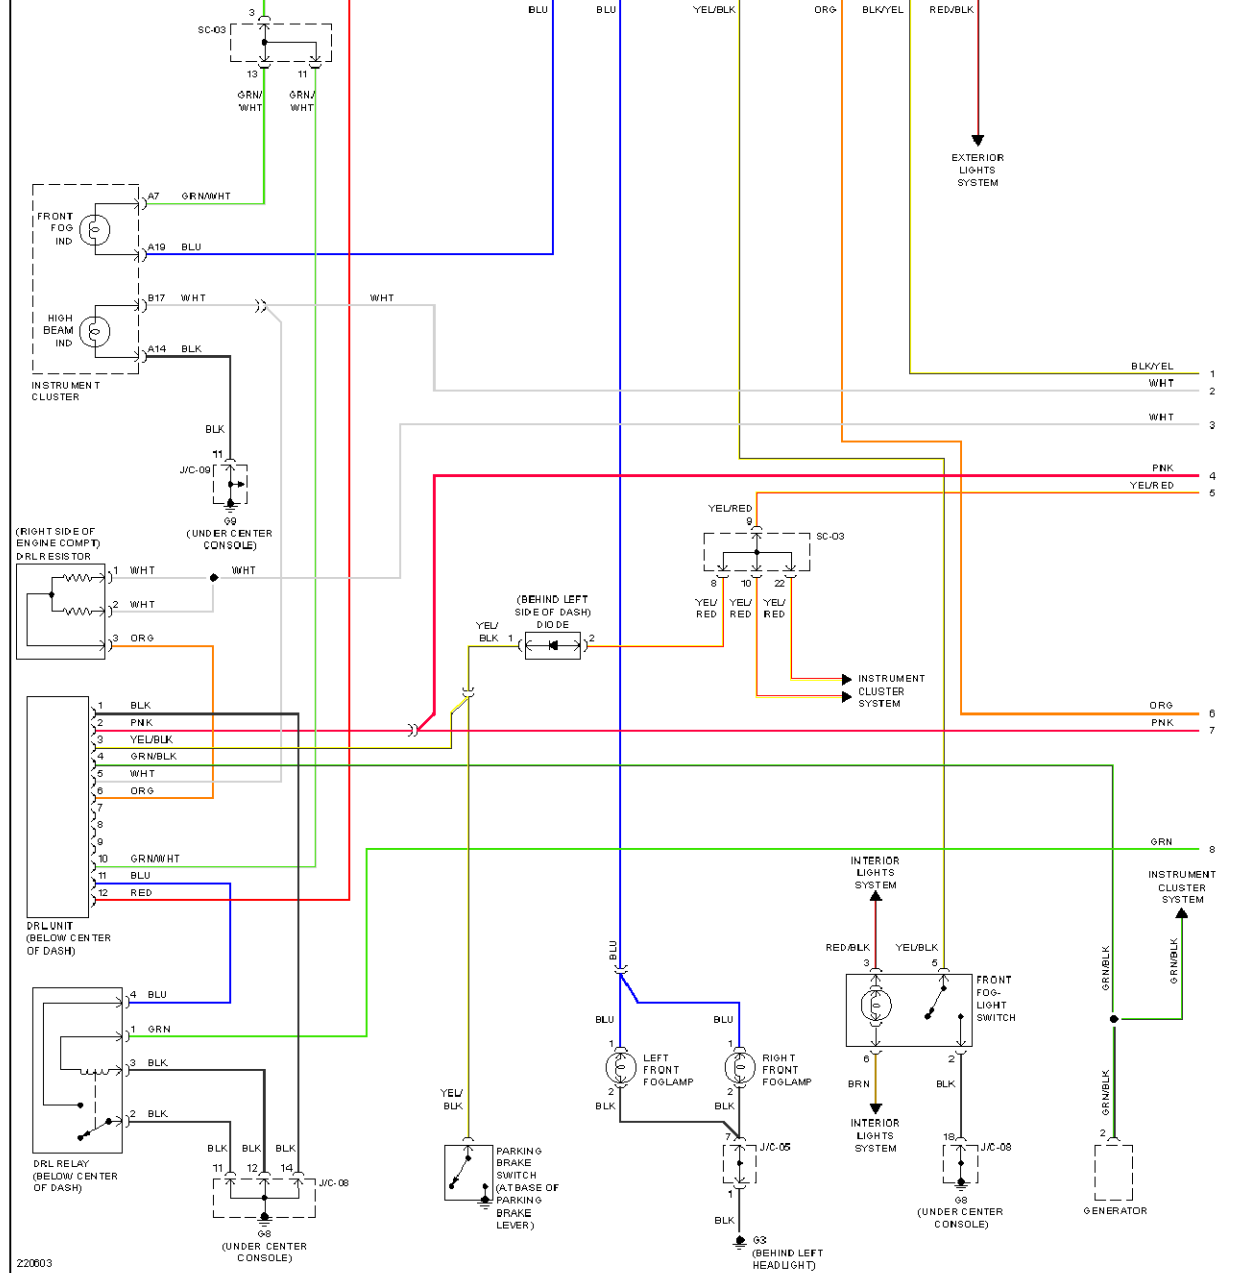 3
BLU
BLU
YEL/BLK
ORG
BLK/YEL
RED/BLK
SC-03
13
11
GRN/
WHT
GRN/
WHT
EXTERIOR
LIGHTS
SYSTEM
A7
GRN/WHT
FRONT
FOG
IND
A19
BLU
B17
WHT
WHT
HIGH
BEAM
IND
A14
BLK
INSTRUMENT
CLUSTER
BLK/YEL
1
WHT
2
WHT
3
BLK
11
J/C-09
G9
(UNDER CENTER
CONSOLE)
PNK
4
YEL/RED
5
YEL/RED
9
SC-03
8
10
22
YEL/
RED
YEL/
RED
YEL/
RED
(RIGHT SIDE OF
ENGINE COMPT)
DRL RESISTOR
1
WHT
WHT
2
WHT
3
ORG
(BEHIND LEFT
SIDE OF DASH)
DIODE
YEL/
BLK
1
2
INSTRUMENT
CLUSTER
SYSTEM
1
BLK
2
PNK
3
YEL/BLK
4
GRN/BLK
5
WHT
6
ORG
7
8
9
10
GRN/WHT
11
BLU
12
RED
ORG
6
PNK
7
GRN
8
DRL UNIT
(BELOW CENTER
OF DASH)
INTERIOR
LIGHTS
SYSTEM
INSTRUMENT
CLUSTER
SYSTEM
BLU
RED/BLK
YEL/BLK
3
5
GRN/BLK
GRN/BLK
FRONT
FOG-
LIGHT
SWITCH
4
BLU
1
GRN
3
BLK
2
BLK
BLU
BLU
1
1
LEFT
FRONT
FOGLAMP
RIGHT
FRONT
FOGLAMP
2
2
BLK
BLK
6
2
BRN
BLK
GRN/BLK
YEL/
BLK
INTERIOR
LIGHTS
SYSTEM
DRL RELAY
(BELOW CENTER
OF DASH)
BLK
BLK
BLK
11
12
14
J/C-08
G8
(UNDER CENTER
CONSOLE)
PARKING
BRAKE
SWITCH
(AT BASE OF
PARKING
BRAKE
LEVER)
7
J/C-05
1
BLK
G3
(BEHIND LEFT
HEADLIGHT)
18
J/C-08
G8
(UNDER CENTER
CONSOLE)
2
GENERATOR
220603